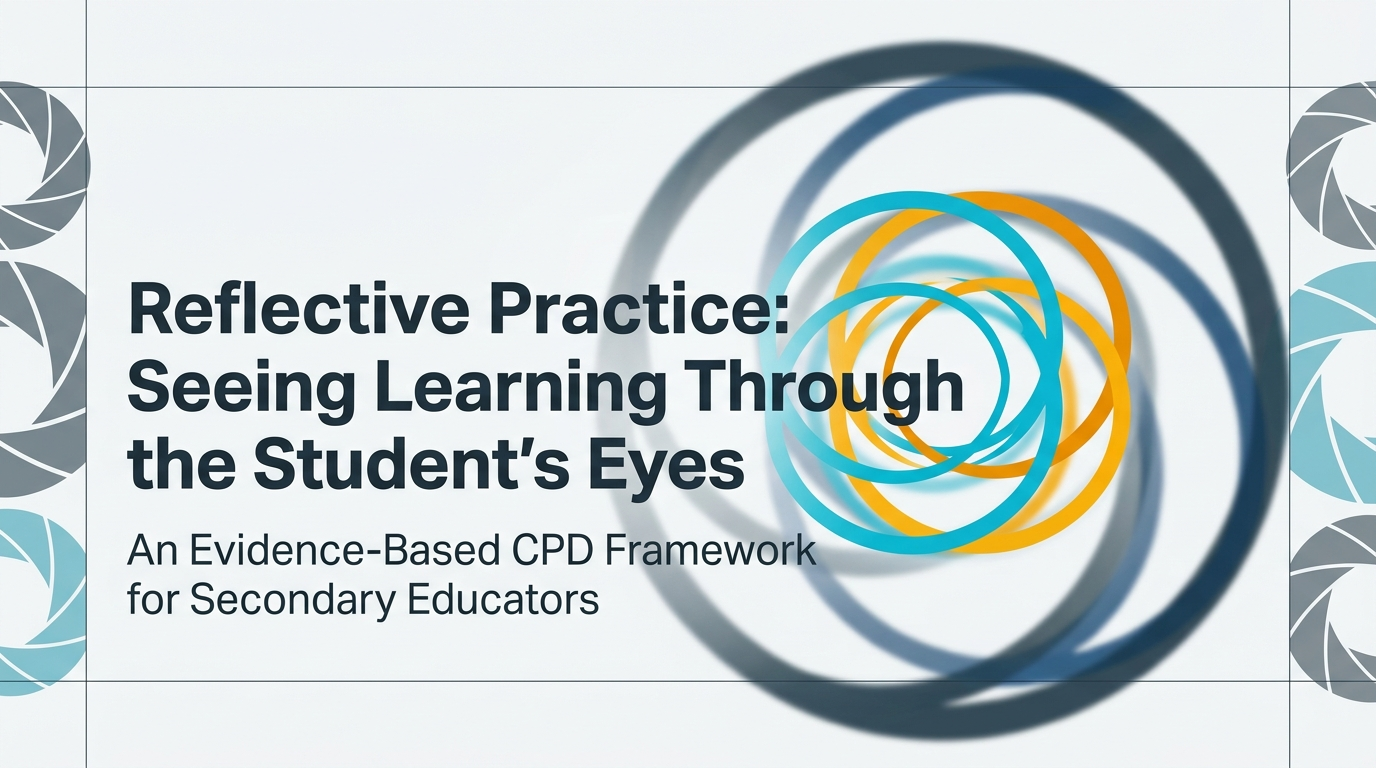 Reflective Practice:
Seeing Learning Through
the Student’s Eyes
An Evidence-Based CPD Framework
for Secondary Educators